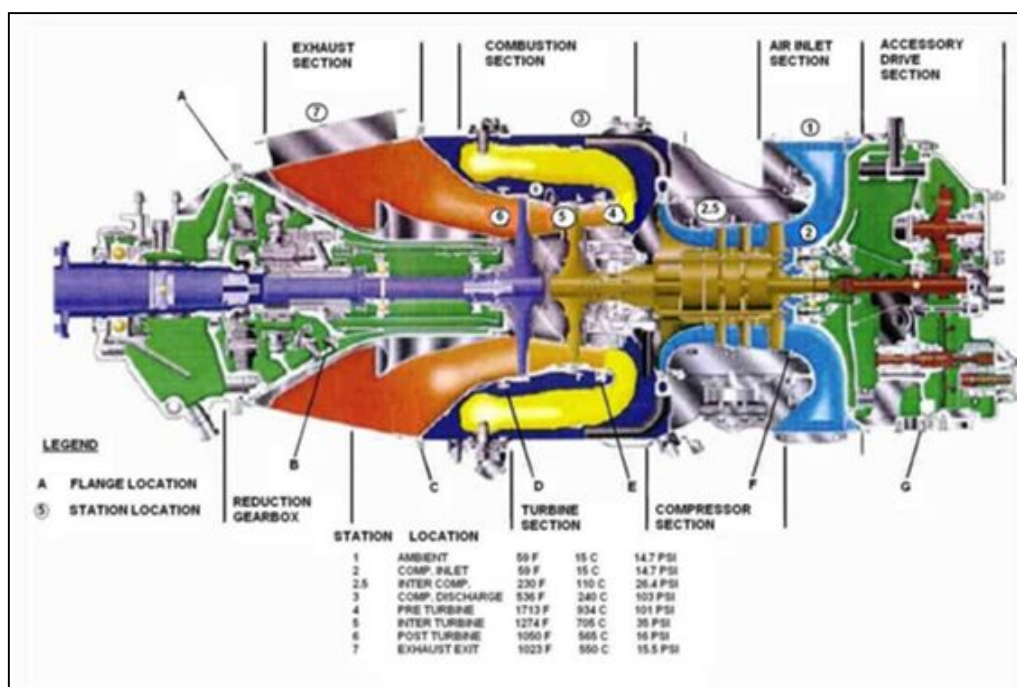 EXHAUST
SECTION
COMBUSTION
SECTION
AIR INLET
SECTION
ACCESSORY
DRIVE
SECTION
A
7
3
1
6
6
5
4
2.5
2
LEGEND
A FLANGE LOCATION
5 STATION LOCATION
B
C
D
E
F
G
REDUCTION
GEARBOX
TURBINE
SECTION
COMPRESSOR
SECTION
STATION LOCATION
1 AMBIENT 59 F 15 C 14.7 PSI
2 COMP. INLET 59 F 15 C 14.7 PSI
2.5 INTER COMP. 230 F 110 C 26.4 PSI
3 COMP. DISCHARGE 536 F 240 C 103 PSI
4 PRE TURBINE 1713 F 934 C 101 PSI
5 INTER TURBINE 1274 F 705 C 35 PSI
6 POST TURBINE 1050 F 565 C 16 PSI
7 EXHAUST EXIT 1023 F 550 C 15.5 PSI